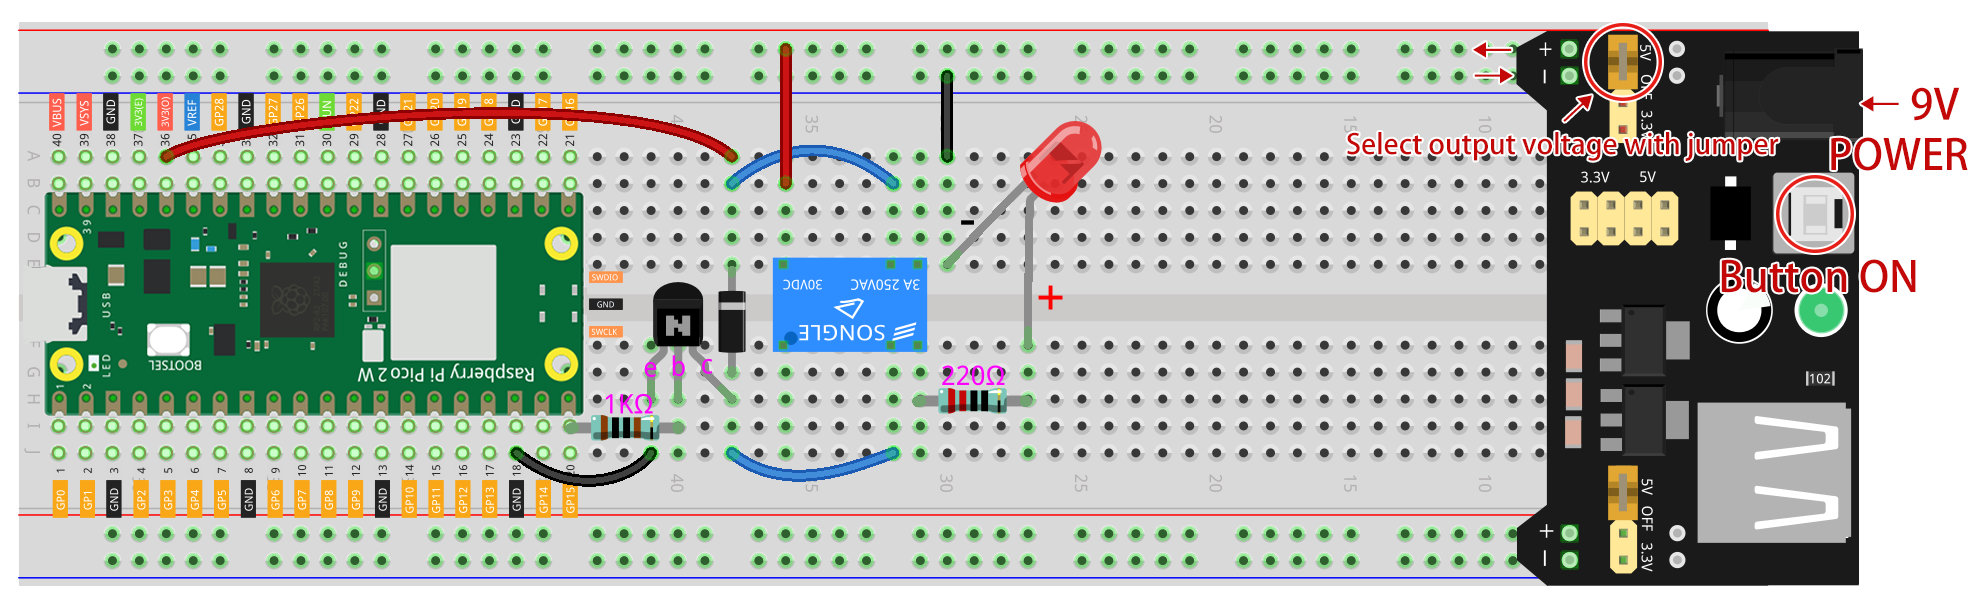 40 VBUS
39 VSYS
38 GND
37 3V3(E)
36 3V3(O)
35 VREF
34 GP28
GND
32 GP27
31 GP26
30 RUN
29 GP22
28 GND
27 GP21
26 GP20
25 GP19
24 GP18
23 GND
22 GP17
21 GP16
35
25
20
15
10
A
B
C
D
E
F
G
H
I
J
39
DEBUG
USB
BOOTSEL
LED
1
2
Raspberry Pi Pico 2 W
SWDIO
GND
SWCLK
N
e b c
1KΩ
3A 250VAC
30VDC
SONGLE
-
+
220Ω
1 GP0
2 GP1
3 GND
4 GP2
5 GP3
6 GP4
7 GP5
8 GND
9 GP6
10 GP7
11 GP8
12 GP9
13 GND
14 GP10
15 GP11
16 GP12
17 GP13
18 GND
19 GP14
20 GP15
40
35
30
25
20
15
10
+
−
5V
OFF
3.3V
Select output voltage with jumper
9V
POWER
3.3V
5V
Button ON
102
5V
OFF
3.3V
+
−